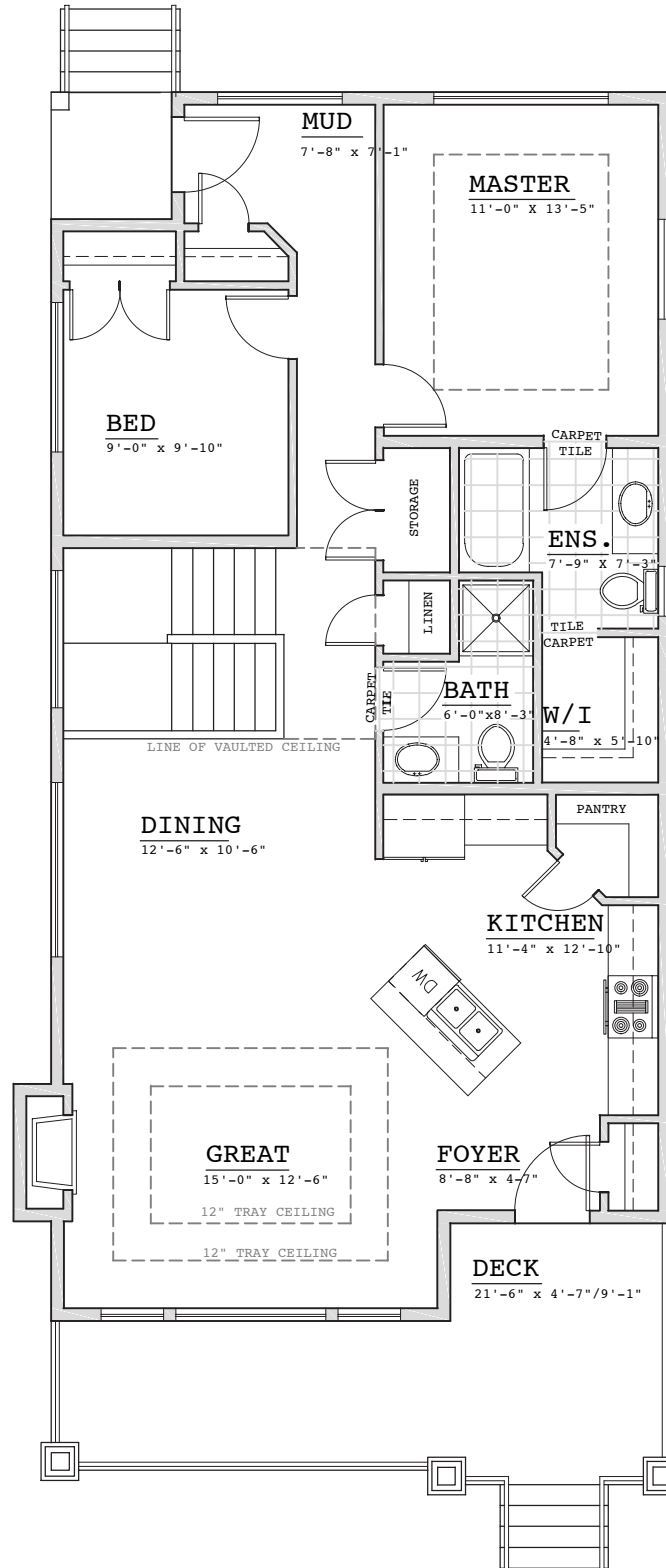 MUD
7'-8" x 7'-1"
MASTER
11'-0" X 13'-5"
BED
9'-0" x 9'-10"
CARPET
TILE
STORAGE
ENS.
7'-9" X 7'-3"
LINEN
TILE
CARPET
CARPET
TILE
BATH
6'-0"x8'-3"
W/I
4'-8" x 5'-10"
LINE OF VAULTED CEILING
PANTRY
DINING
12'-6" x 10'-6"
KITCHEN
11'-4" x 12'-10"
DW
GREAT
15'-0" x 12'-6"
12" TRAY CEILING
12" TRAY CEILING
FOYER
8'-8" x 4-7"
DECK
21'-6" x 4'-7"/9'-1"